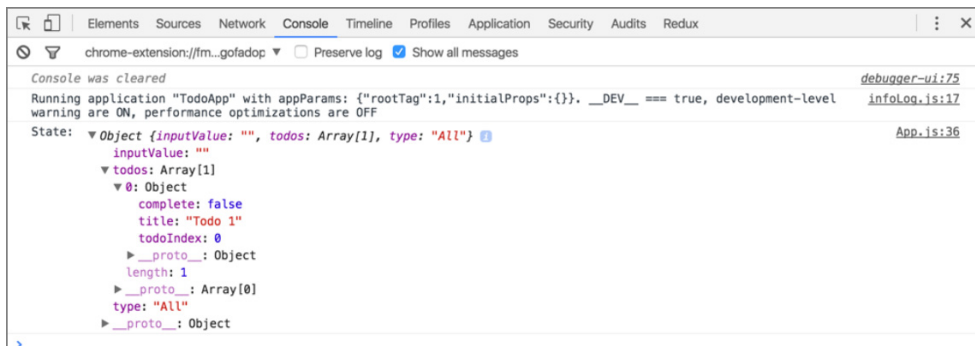 Elements Sources Network Console Timeline Profiles Application Security Audits Redux
chrome-extension://fm...gofadop ▼ Preserve log Show all messages
Console was cleared debugger-ui:75
Running application "TodoApp" with appParams: {"rootTag":1,"initialProps":{}}. __DEV__ === true, development-level infoLog.js:17
warning are ON, performance optimizations are OFF
State: ▼ Object {inputValue: "", todos: Array[1], type: "All"} i App.js:36
inputValue: ""
▼ todos: Array[1]
▼ 0: Object
complete: false
title: "Todo 1"
todoIndex: 0
▶ __proto__: Object
length: 1
▶ __proto__: Array[0]
type: "All"
▶ __proto__: Object